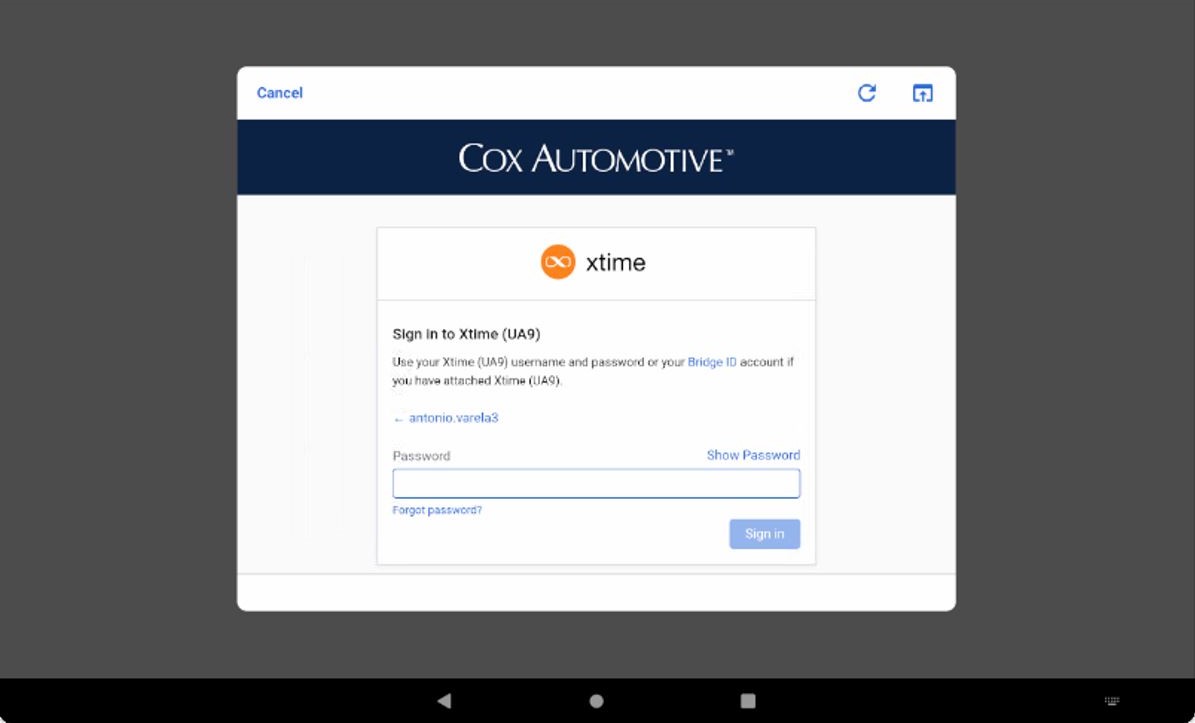 Cancel
COX AUTOMOTIVE™
xtime
Sign in to Xtime (UA9)
Use your Xtime (UA9) username and password or your Bridge ID account if
you have attached Xtime (UA9).
← antonio.varela3
Password Show Password
Forgot password?
Sign in